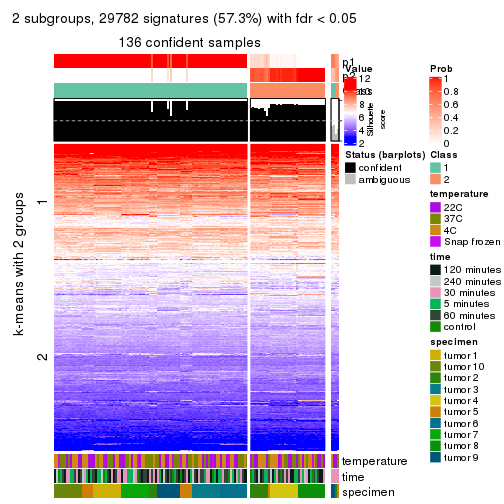 2 subgroups, 29782 signatures (57.3%) with fdr < 0.05
136 confident samples
p1
p2
k-means with 2 groups
1
2
Value
12
10
8
6
4
2
Silhouette
score
Prob
1
0.8
0.6
0.4
0.2
0
Status (barplots)
confident
ambiguous
Class
1
2
temperature
22C
37C
4C
Snap frozen
time
120 minutes
240 minutes
30 minutes
5 minutes
60 minutes
control
specimen
tumor 1
tumor 10
tumor 2
tumor 3
tumor 4
tumor 5
tumor 6
tumor 7
tumor 8
tumor 9
temperature
time
specimen